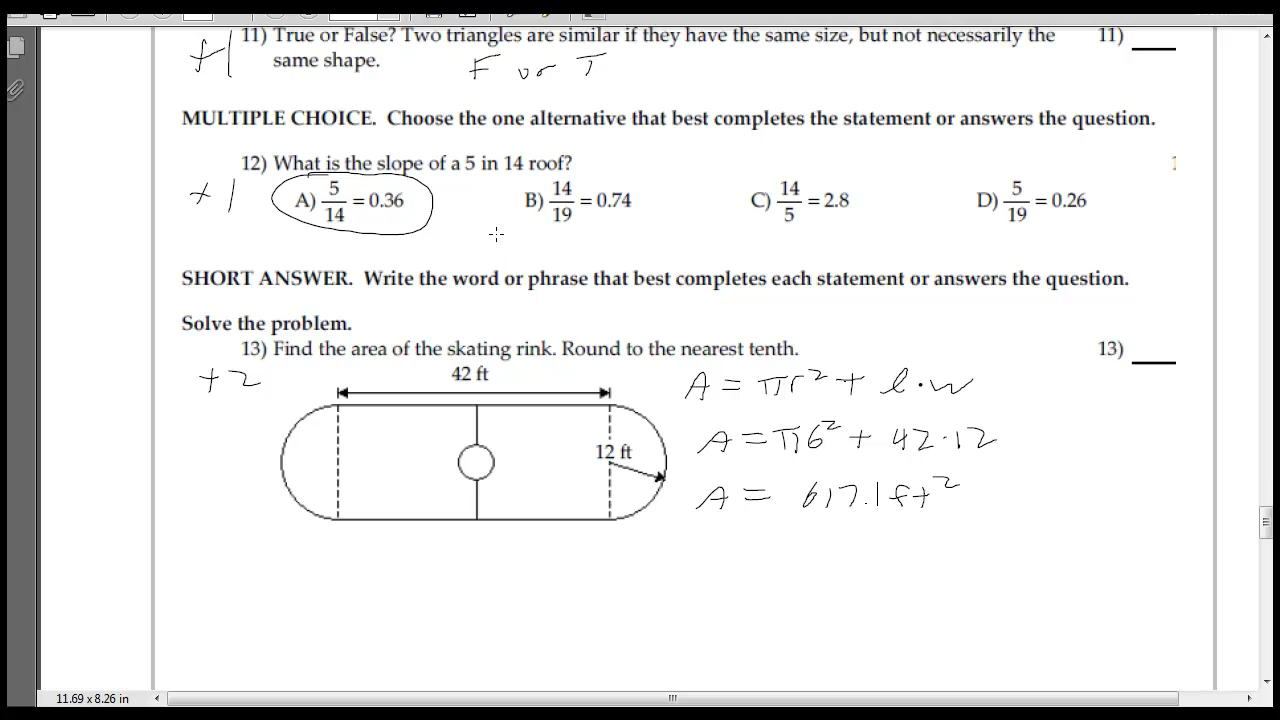 11) True or False? Two triangles are similar if they have the same size, but not necessarily the 11)
+1 same shape. F or T
MULTIPLE CHOICE. Choose the one alternative that best completes the statement or answers the question.
12) What is the slope of a 5 in 14 roof?
+1 A) 5/14 = 0.36 B) 14/19 = 0.74 C) 14/5 = 2.8 D) 5/19 = 0.26
SHORT ANSWER. Write the word or phrase that best completes each statement or answers the question.
Solve the problem.
13) Find the area of the skating rink. Round to the nearest tenth. 13)
+2 42 ft A = πr² + l·w
12 ft A = π6² + 42·12
A = 617.1 ft²
11.69 x 8.26 in